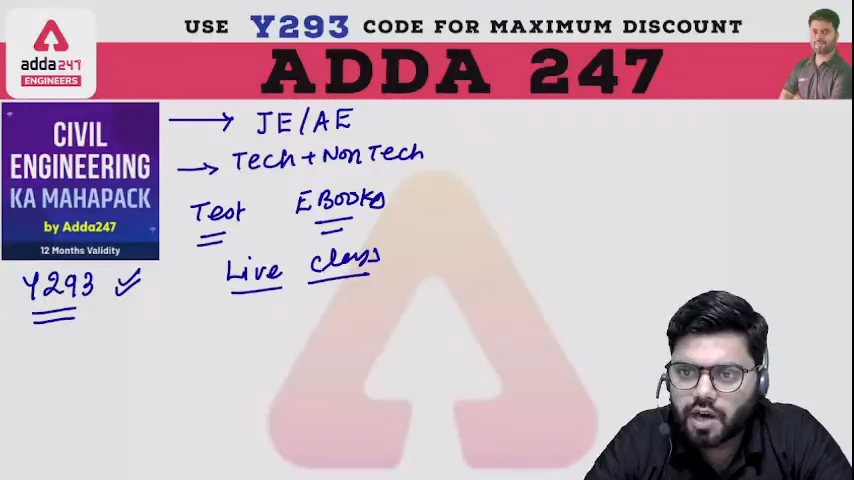 USE Y293 CODE FOR MAXIMUM DISCOUNT
adda247
ENGINEERS
ADDA 247
CIVIL
ENGINEERING
KA MAHAPACK
by Adda247
12 Months Validity
Y293
JE/AE
Tech + Non Tech
Test EBooks
Live class